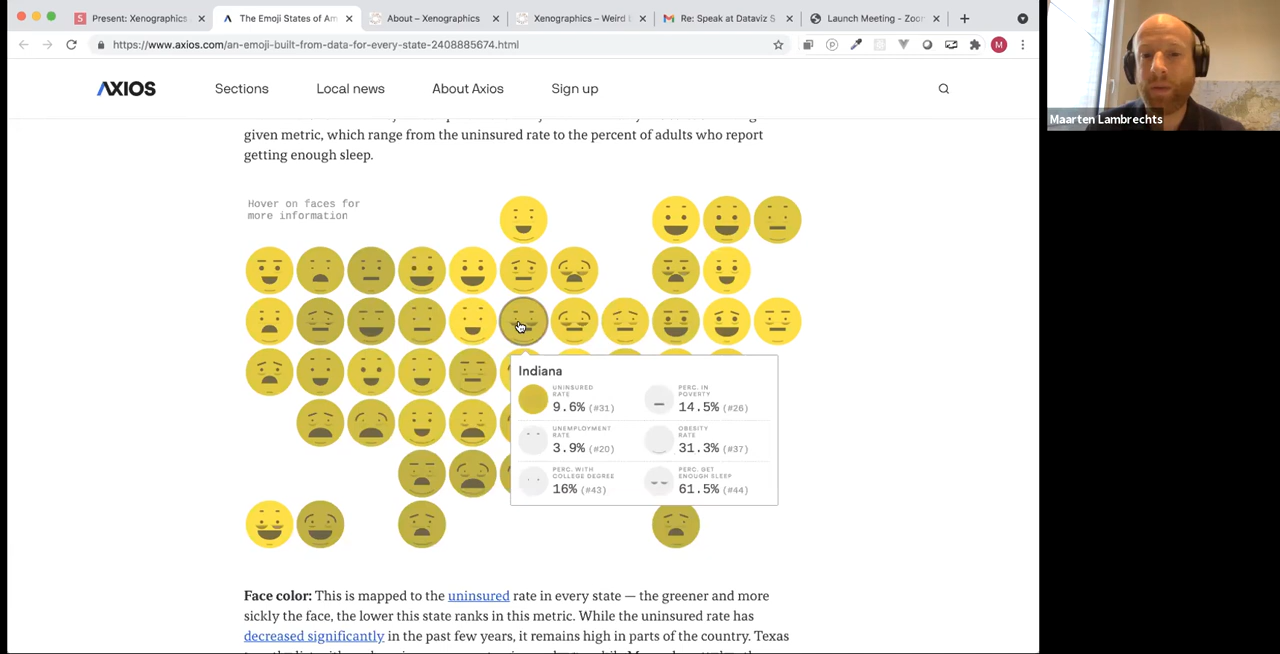 Present: Xenographics
The Emoji States of Am
About – Xenographics
Xenographics – Weird
Re: Speak at Dataviz S
Launch Meeting - Zoo
https://www.axios.com/an-emoji-built-from-data-for-every-state-2408885674.html
M
AXIOS
Sections
Local news
About Axios
Sign up
Maarten Lambrechts
given metric, which range from the uninsured rate to the percent of adults who report
getting enough sleep.
Hover on faces for
more information
Indiana
UNINSURED
RATE
9.6% (#31)
PERC. IN
POVERTY
14.5% (#26)
UNEMPLOYMENT
RATE
3.9% (#20)
OBESITY
RATE
31.3% (#37)
PERC. WITH
COLLEGE DEGREE
16% (#43)
PERC. GET
ENOUGH SLEEP
61.5% (#44)
Face color: This is mapped to the uninsured rate in every state — the greener and more
sickly the face, the lower this state ranks in this metric. While the uninsured rate has
decreased significantly in the past few years, it remains high in parts of the country. Texas